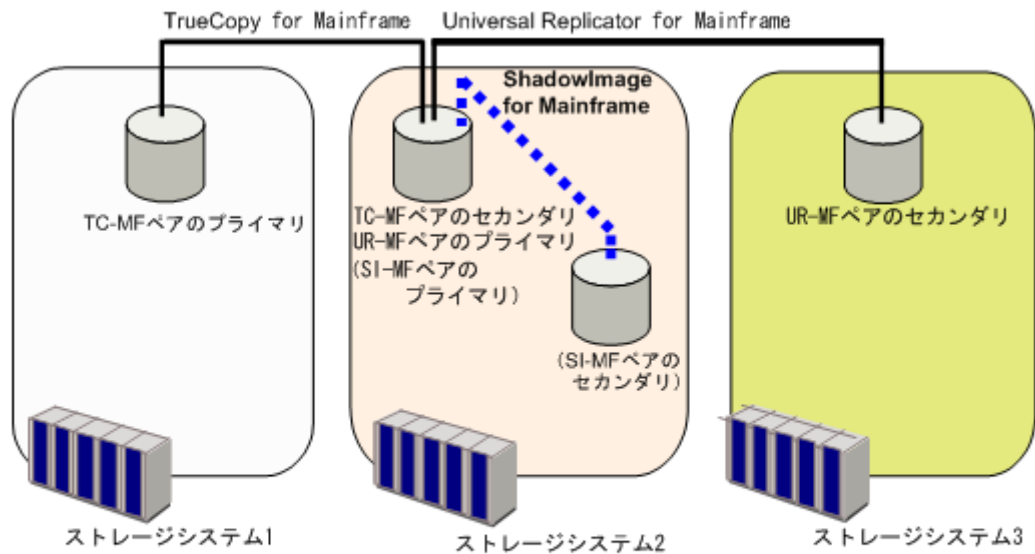 TrueCopy for Mainframe
Universal Replicator for Mainframe
ShadowImage
for Mainframe
TC-MFペアのプライマリ
TC-MFペアのセカンダリ
UR-MFペアのプライマリ
(SI-MFペアの
プライマリ)
UR-MFペアのセカンダリ
(SI-MFペアの
セカンダリ)
ストレージシステム1
ストレージシステム2
ストレージシステム3